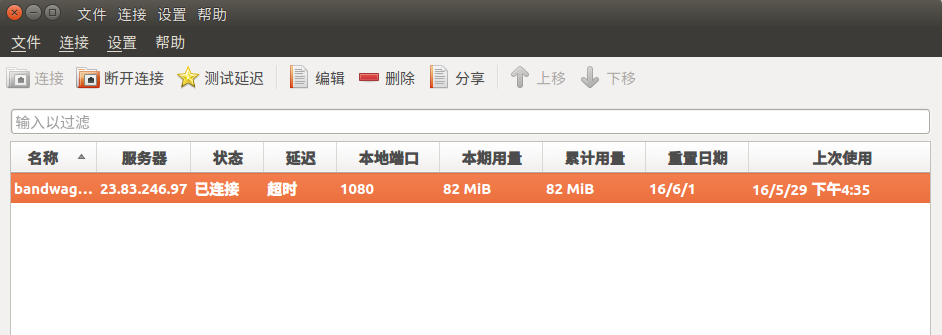 文件 连接 设置 帮助
文件 连接 设置 帮助
连接 断开连接 测试延迟 编辑 删除 分享 上移 下移
输入以过滤
名称 服务器 状态 延迟 本地端口 本期用量 累计用量 重置日期 上次使用
bandwag... 23.83.246.97 已连接 超时 1080 82 MiB 82 MiB 16/6/1 16/5/29 下午4:35